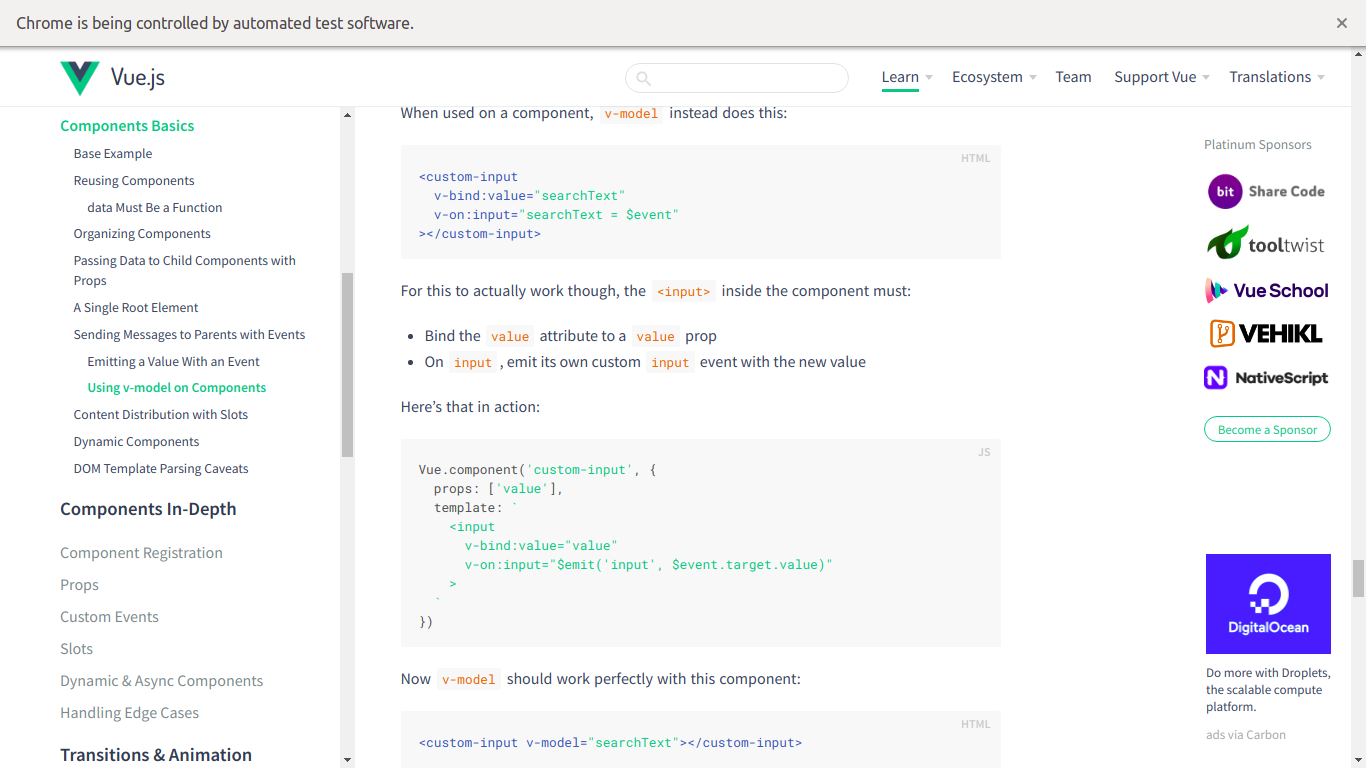 Chrome is being controlled by automated test software.
Vue.js
Learn
Ecosystem
Team
Support Vue
Translations
Components Basics
Base Example
Reusing Components
data Must Be a Function
Organizing Components
Passing Data to Child Components with
Props
A Single Root Element
Sending Messages to Parents with Events
Emitting a Value With an Event
Using v-model on Components
Content Distribution with Slots
Dynamic Components
DOM Template Parsing Caveats
Components In-Depth
Component Registration
Props
Custom Events
Slots
Dynamic & Async Components
Handling Edge Cases
Transitions & Animation
When used on a component, v-model instead does this:
HTML
<custom-input
v-bind:value="searchText"
v-on:input="searchText = $event"
></custom-input>
For this to actually work though, the <input> inside the component must:
• Bind the value attribute to a value prop
• On input , emit its own custom input event with the new value
Here’s that in action:
JS
Vue.component('custom-input', {
props: ['value'],
template: `
<input
v-bind:value="value"
v-on:input="$emit('input', $event.target.value)"
>
`
})
Now v-model should work perfectly with this component:
HTML
<custom-input v-model="searchText"></custom-input>
Platinum Sponsors
bit Share Code
tooltwist
Vue School
VEHIKL
NativeScript
Become a Sponsor
DigitalOcean
Do more with Droplets,
the scalable compute
platform.
ads via Carbon